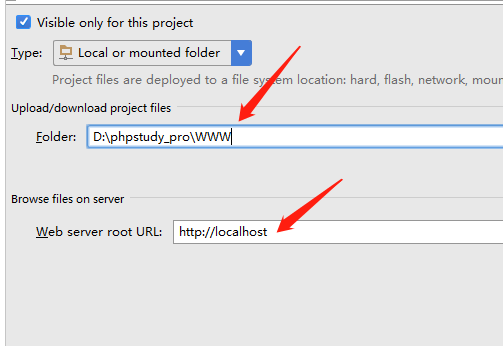 Visible only for this project
Type: Local or mounted folder
Project files are deployed to a file system location: hard, flash, network, moun
Upload/download project files
Folder: D:\phpstudy_pro\WWW
Browse files on server
Web server root URL: http://localhost